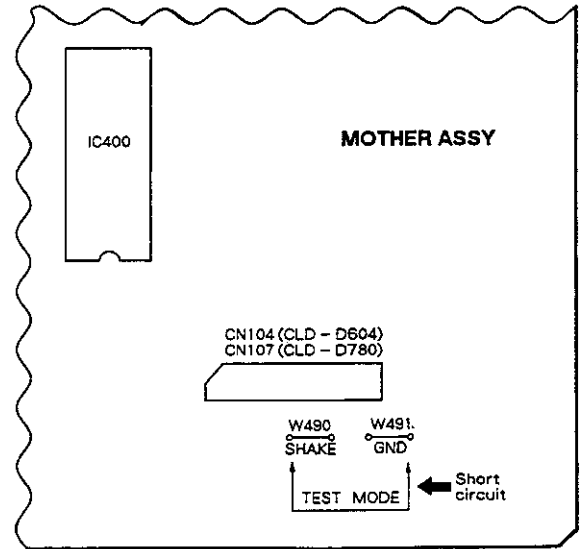 IC400
MOTHER ASSY
CN104 (CLD – D604)
CN107 (CLD – D780)
W490 W491.
SHAKE GND
TEST MODE
Short
circuit